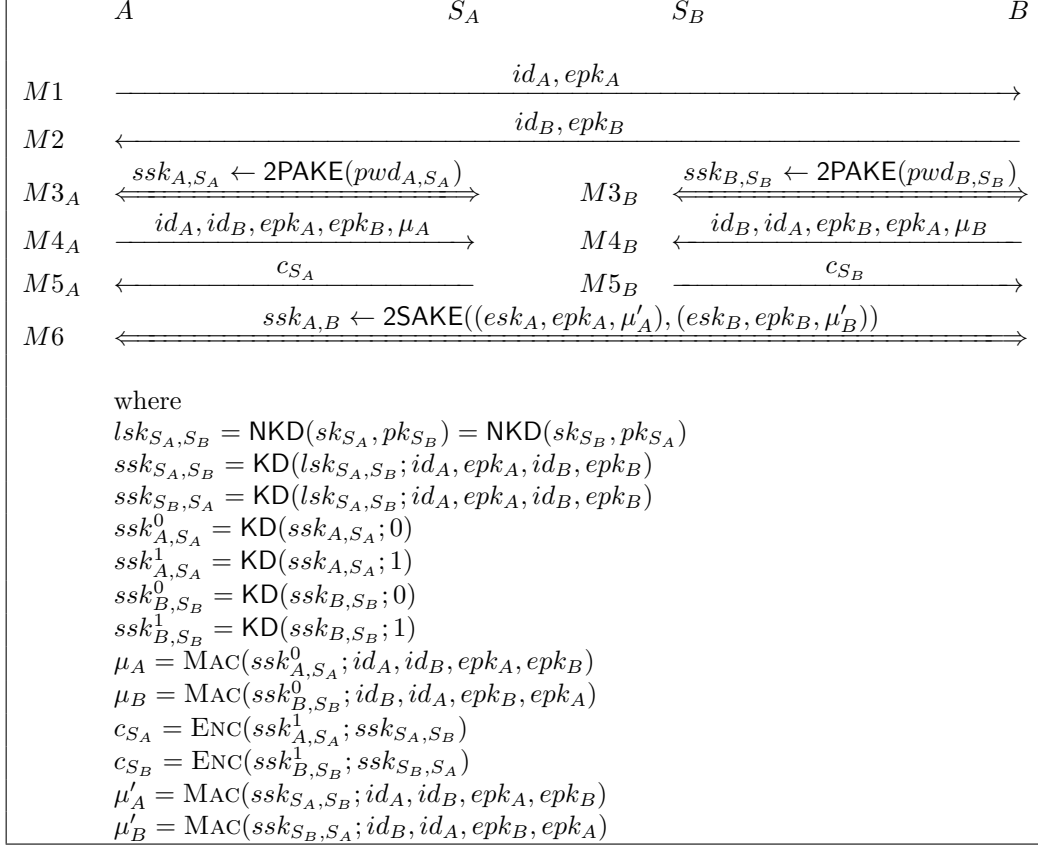 A S_A S_B B
M1 id_A, epk_A
M2 id_B, epk_B
M3_A ssk_{A,S_A} ← 2PAKE(pwd_{A,S_A}) M3_B ssk_{B,S_B} ← 2PAKE(pwd_{B,S_B})
M4_A id_A, id_B, epk_A, epk_B, μ_A M4_B id_B, id_A, epk_B, epk_A, μ_B
M5_A c_{S_A} M5_B c_{S_B}
M6 ssk_{A,B} ← 2SAKE((esk_A, epk_A, μ'_A), (esk_B, epk_B, μ'_B))
where
lsk_{S_A,S_B} = NKD(sk_{S_A}, pk_{S_B}) = NKD(sk_{S_B}, pk_{S_A})
ssk_{S_A,S_B} = KD(lsk_{S_A,S_B}; id_A, epk_A, id_B, epk_B)
ssk_{S_B,S_A} = KD(lsk_{S_A,S_B}; id_A, epk_A, id_B, epk_B)
ssk^0_{A,S_A} = KD(ssk_{A,S_A}; 0)
ssk^1_{A,S_A} = KD(ssk_{A,S_A}; 1)
ssk^0_{B,S_B} = KD(ssk_{B,S_B}; 0)
ssk^1_{B,S_B} = KD(ssk_{B,S_B}; 1)
μ_A = MAC(ssk^0_{A,S_A}; id_A, id_B, epk_A, epk_B)
μ_B = MAC(ssk^0_{B,S_B}; id_B, id_A, epk_B, epk_A)
c_{S_A} = ENC(ssk^1_{A,S_A}; ssk_{S_A,S_B})
c_{S_B} = ENC(ssk^1_{B,S_B}; ssk_{S_B,S_A})
μ'_A = MAC(ssk_{S_A,S_B}; id_A, id_B, epk_A, epk_B)
μ'_B = MAC(ssk_{S_B,S_A}; id_B, id_A, epk_B, epk_A)